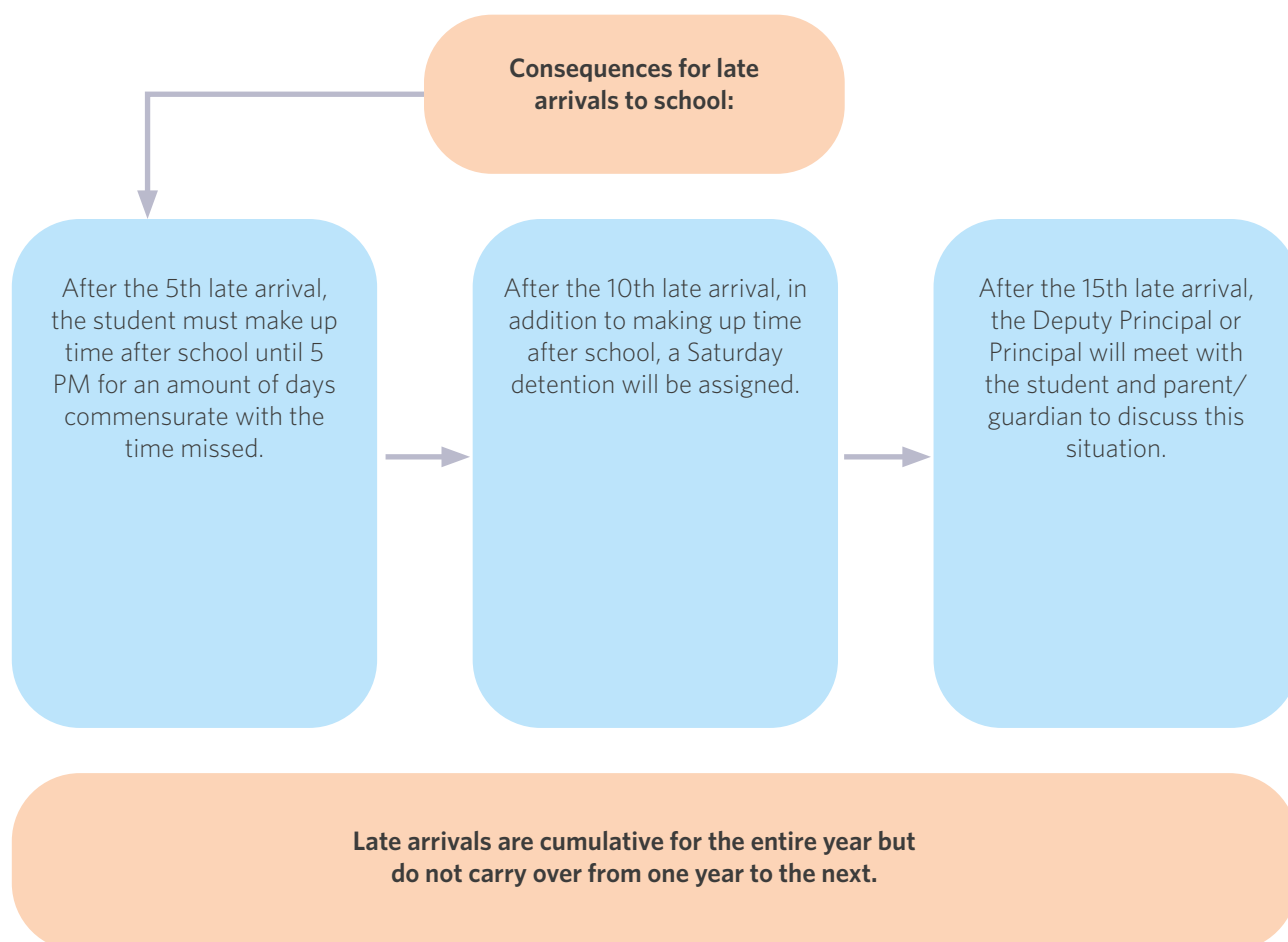 Consequences for late
arrivals to school:
After the 5th late arrival,
the student must make up
time after school until 5
PM for an amount of days
commensurate with the
time missed.
After the 10th late arrival, in
addition to making up time
after school, a Saturday
detention will be assigned.
After the 15th late arrival,
the Deputy Principal or
Principal will meet with
the student and parent/
guardian to discuss this
situation.
Late arrivals are cumulative for the entire year but
do not carry over from one year to the next.